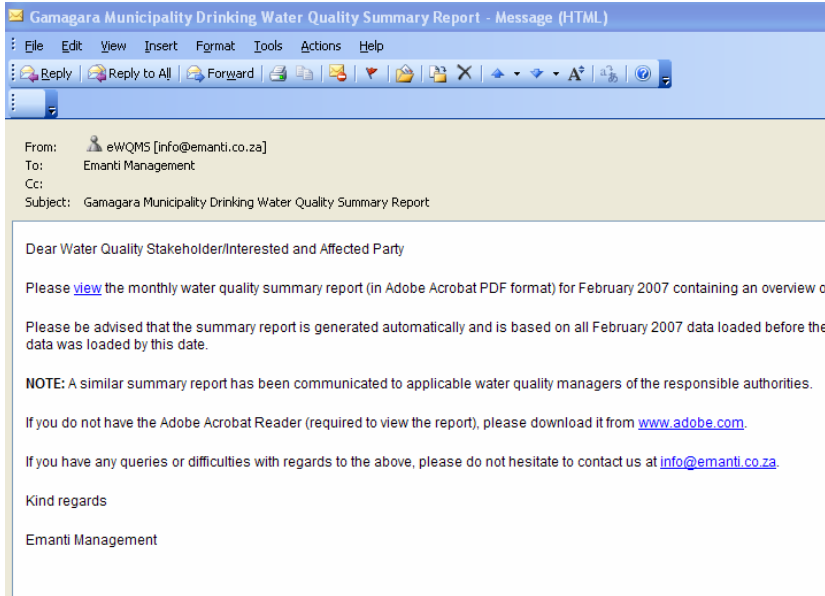 Gamagara Municipality Drinking Water Quality Summary Report - Message (HTML)
File Edit View Insert Format Tools Actions Help
Reply Reply to All Forward
From: eWQMS [info@emanti.co.za]
To: Emanti Management
Cc:
Subject: Gamagara Municipality Drinking Water Quality Summary Report
Dear Water Quality Stakeholder/Interested and Affected Party
Please view the monthly water quality summary report (in Adobe Acrobat PDF format) for February 2007 containing an overview o
Please be advised that the summary report is generated automatically and is based on all February 2007 data loaded before the
data was loaded by this date.
NOTE: A similar summary report has been communicated to applicable water quality managers of the responsible authorities.
If you do not have the Adobe Acrobat Reader (required to view the report), please download it from www.adobe.com.
If you have any queries or difficulties with regards to the above, please do not hesitate to contact us at info@emanti.co.za.
Kind regards
Emanti Management